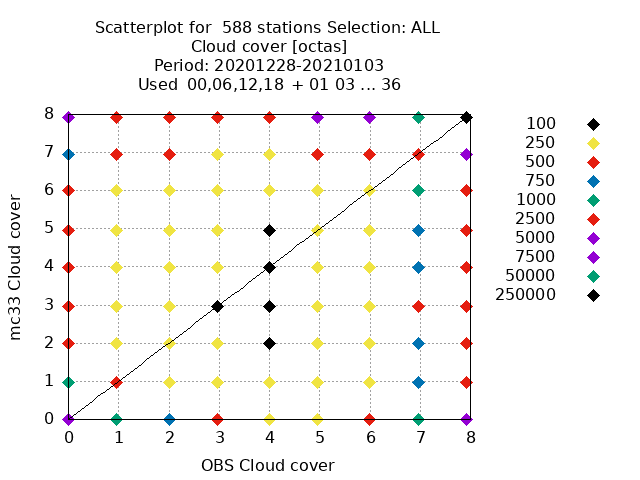 Scatterplot for  588 stations Selection: ALL
Cloud cover [octas]
Period: 20201228-20210103
Used  00,06,12,18  + 01 03 ... 36
8
7
6
5
4
3
2
1
0
0 1 2 3 4 5 6 7 8
mc33 Cloud cover
OBS Cloud cover
100
250
500
750
1000
2500
5000
7500
50000
250000